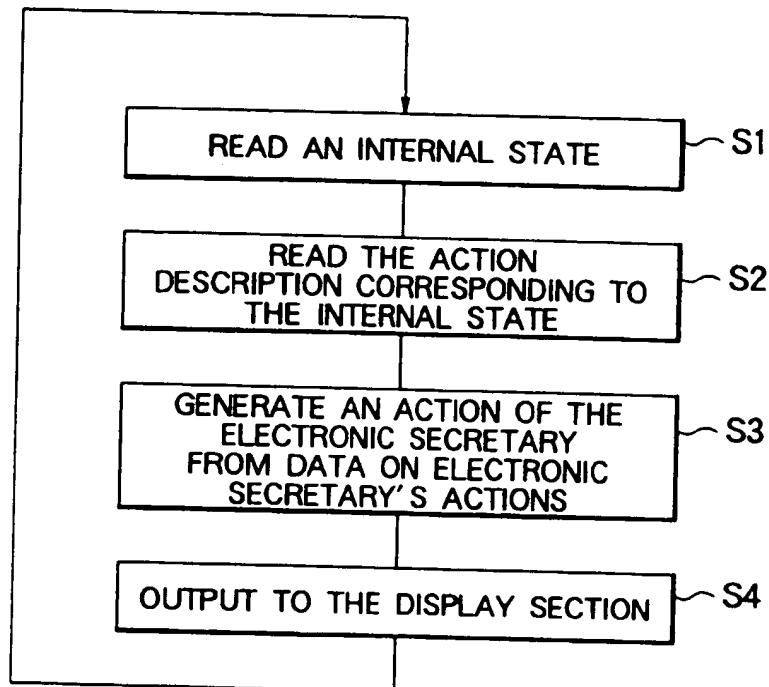 READ AN INTERNAL STATE
S1
READ THE ACTION
DESCRIPTION CORRESPONDING TO
THE INTERNAL STATE
S2
GENERATE AN ACTION OF THE
ELECTRONIC SECRETARY
FROM DATA ON ELECTRONIC
SECRETARY'S ACTIONS
S3
OUTPUT TO THE DISPLAY SECTION
S4